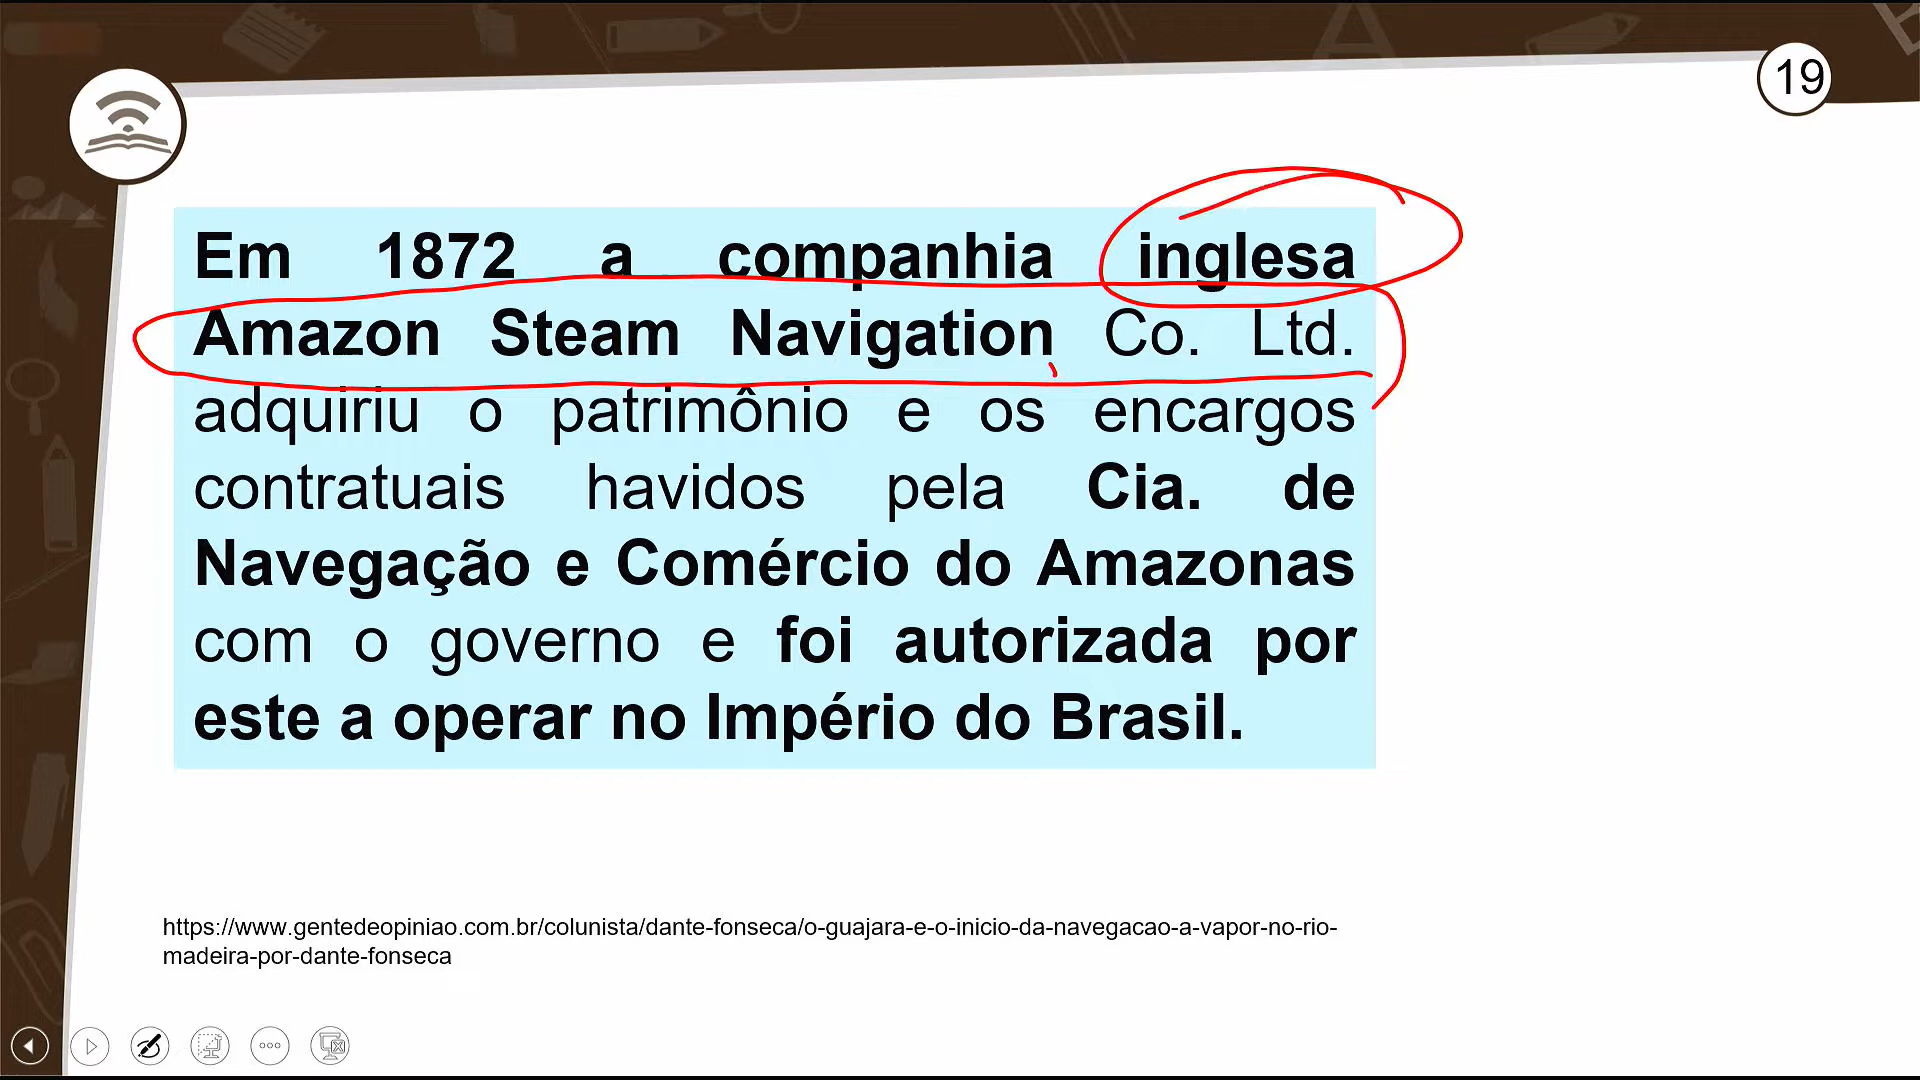 19
Em 1872 a companhia inglesa
Amazon Steam Navigation Co. Ltd.
adquiriu o patrimônio e os encargos
contratuais havidos pela Cia. de
Navegação e Comércio do Amazonas
com o governo e foi autorizada por
este a operar no Império do Brasil.
https://www.gentedeopiniao.com.br/colunista/dante-fonseca/o-guajara-e-o-inicio-da-navegacao-a-vapor-no-rio-
madeira-por-dante-fonseca